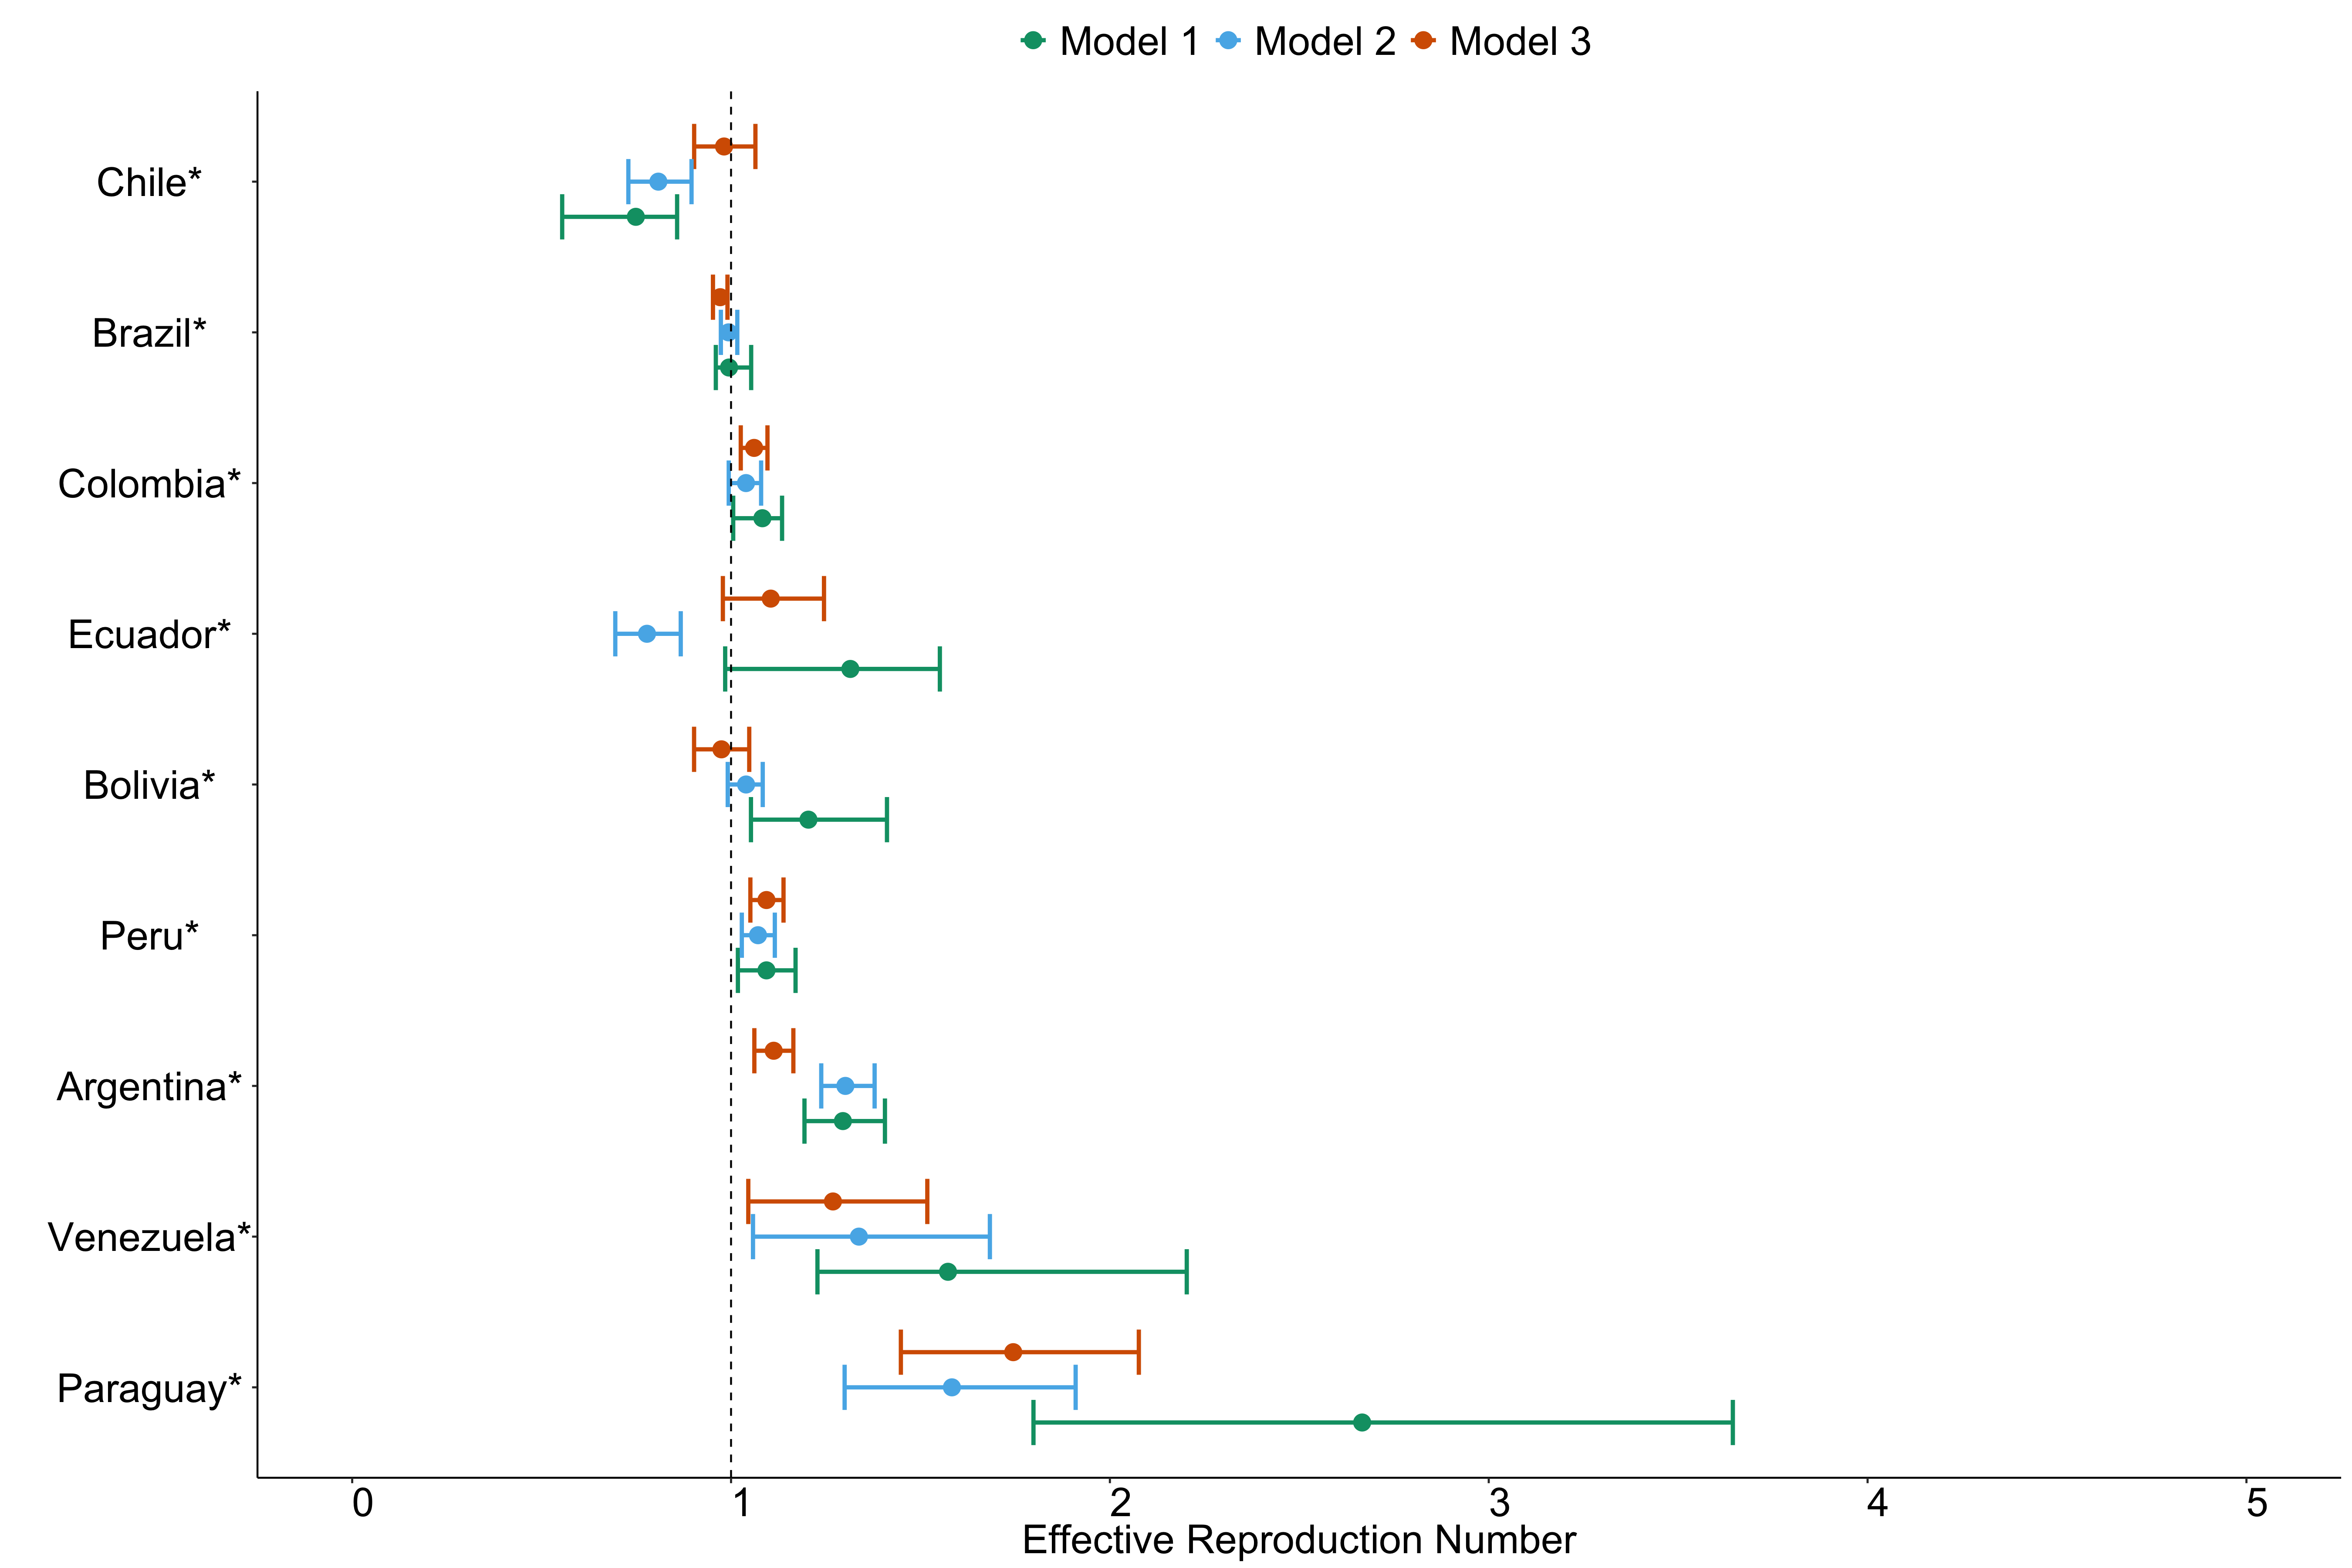 Model 1 Model 2 Model 3
Chile*
Brazil*
Colombia*
Ecuador*
Bolivia*
Peru*
Argentina*
Venezuela*
Paraguay*
0 1 2 3 4 5
Effective Reproduction Number